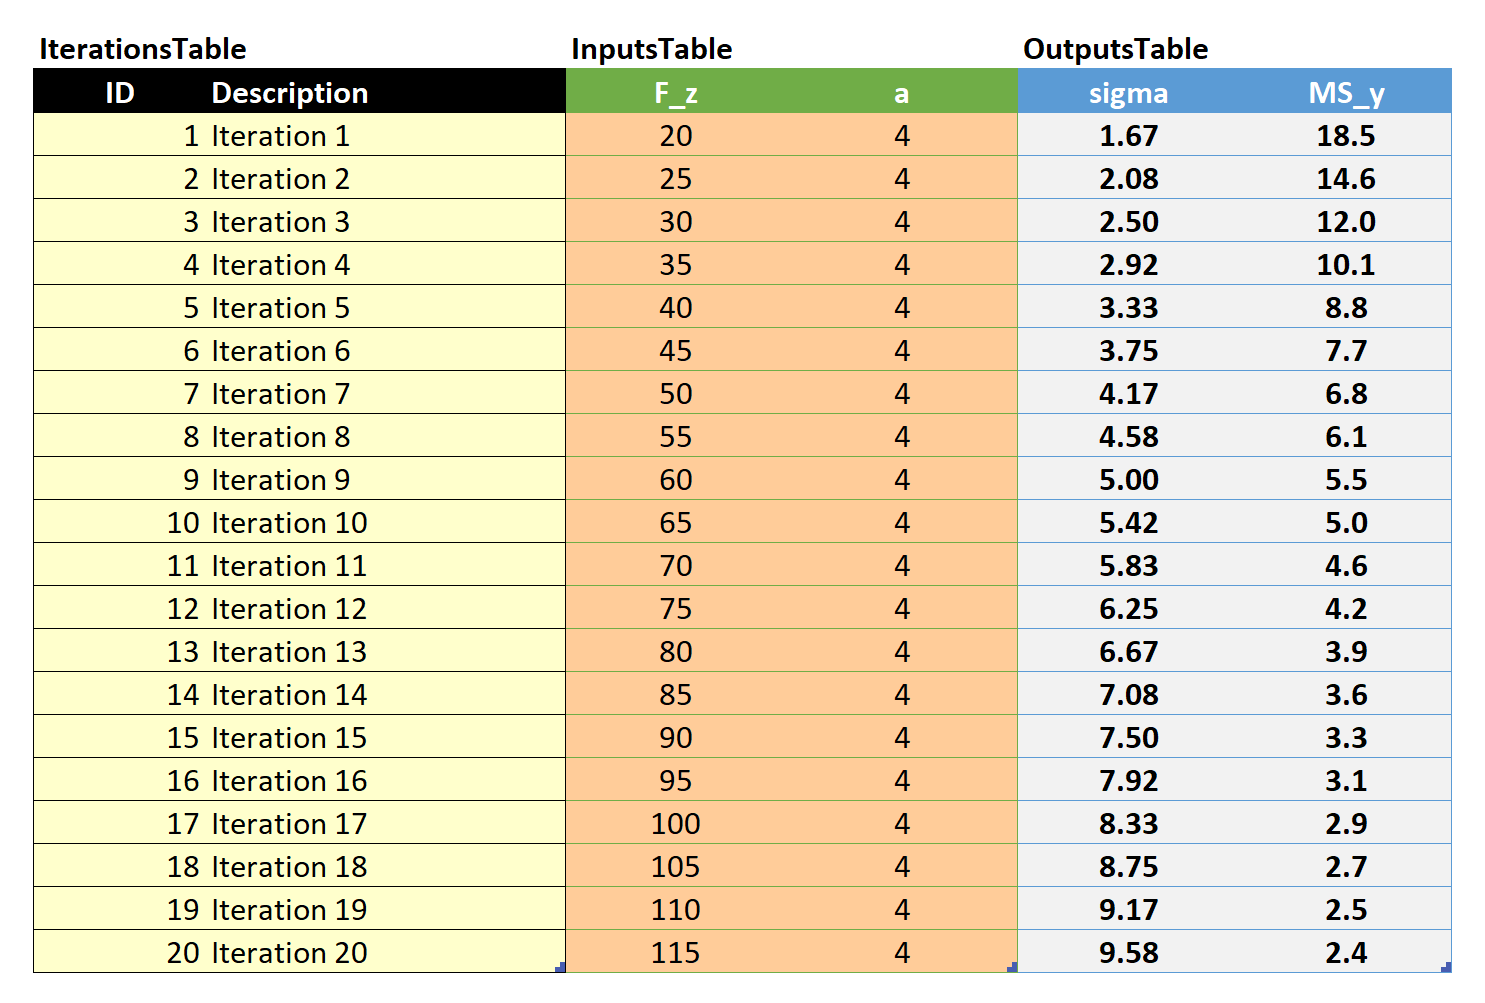 IterationsTable InputsTable OutputsTable
ID Description F_z a sigma MS_y
1 Iteration 1 20 4 1.67 18.5
2 Iteration 2 25 4 2.08 14.6
3 Iteration 3 30 4 2.50 12.0
4 Iteration 4 35 4 2.92 10.1
5 Iteration 5 40 4 3.33 8.8
6 Iteration 6 45 4 3.75 7.7
7 Iteration 7 50 4 4.17 6.8
8 Iteration 8 55 4 4.58 6.1
9 Iteration 9 60 4 5.00 5.5
10 Iteration 10 65 4 5.42 5.0
11 Iteration 11 70 4 5.83 4.6
12 Iteration 12 75 4 6.25 4.2
13 Iteration 13 80 4 6.67 3.9
14 Iteration 14 85 4 7.08 3.6
15 Iteration 15 90 4 7.50 3.3
16 Iteration 16 95 4 7.92 3.1
17 Iteration 17 100 4 8.33 2.9
18 Iteration 18 105 4 8.75 2.7
19 Iteration 19 110 4 9.17 2.5
20 Iteration 20 115 4 9.58 2.4